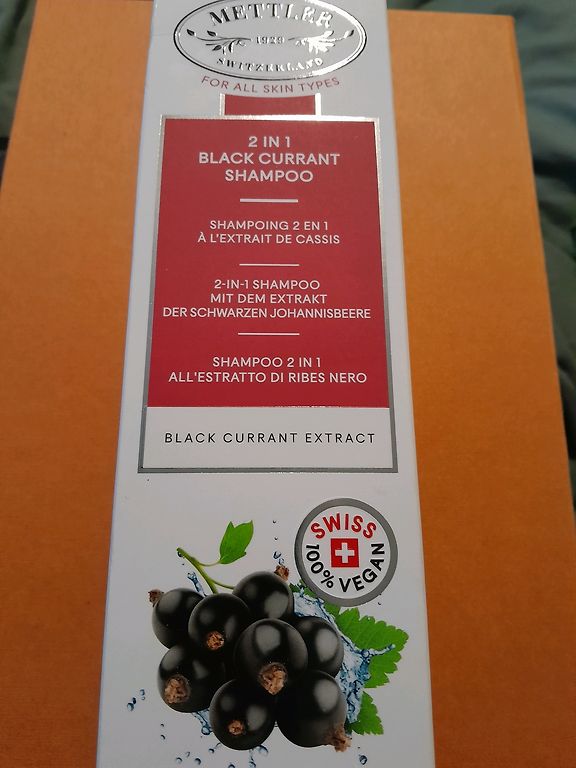 METTLER
1929
SWITZERLAND
FOR ALL SKIN TYPES
2 IN 1
BLACK CURRANT
SHAMPOO
SHAMPOING 2 EN 1
À L'EXTRAIT DE CASSIS
2-IN-1 SHAMPOO
MIT DEM EXTRAKT
DER SCHWARZEN JOHANNISBEERE
SHAMPOO 2 IN 1
ALL'ESTRATTO DI RIBES NERO
BLACK CURRANT EXTRACT
SWISS
100% VEGAN